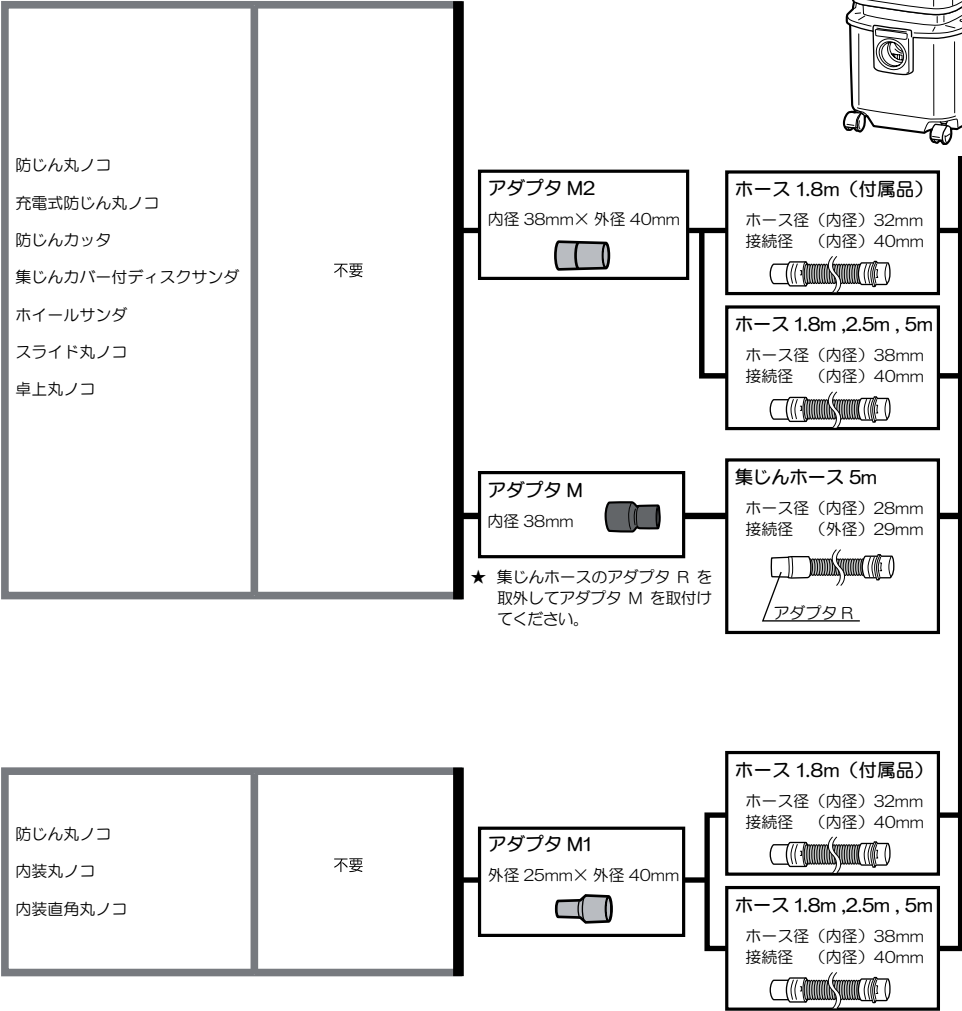 防じん丸ノコ
充電式防じん丸ノコ
防じんカッタ
集じんカバー付ディスクサンダ
ホイールサンダ
スライド丸ノコ
卓上丸ノコ
不要
アダプタ M2
内径 38mm× 外径 40mm
ホース 1.8m（付属品）
ホース径（内径）32mm
接続径　（内径）40mm
ホース 1.8m ,2.5m , 5m
ホース径（内径）38mm
接続径　（内径）40mm
アダプタ M
内径 38mm
★ 集じんホースのアダプタ R を
取外してアダプタ M を取付け
てください。
集じんホース 5m
ホース径（内径）28mm
接続径　（外径）29mm
アダプタ R
防じん丸ノコ
内装丸ノコ
内装直角丸ノコ
不要
アダプタ M1
外径 25mm× 外径 40mm
ホース 1.8m（付属品）
ホース径（内径）32mm
接続径　（内径）40mm
ホース 1.8m ,2.5m , 5m
ホース径（内径）38mm
接続径　（内径）40mm